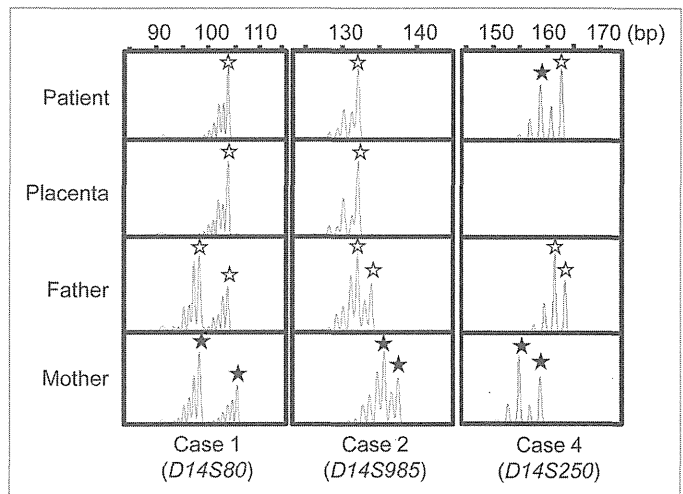 90 100 110 130 140 150 160 170 (bp)
Patient
Placenta
Father
Mother
Case 1 Case 2 Case 4
(D14S80) (D14S985) (D14S250)